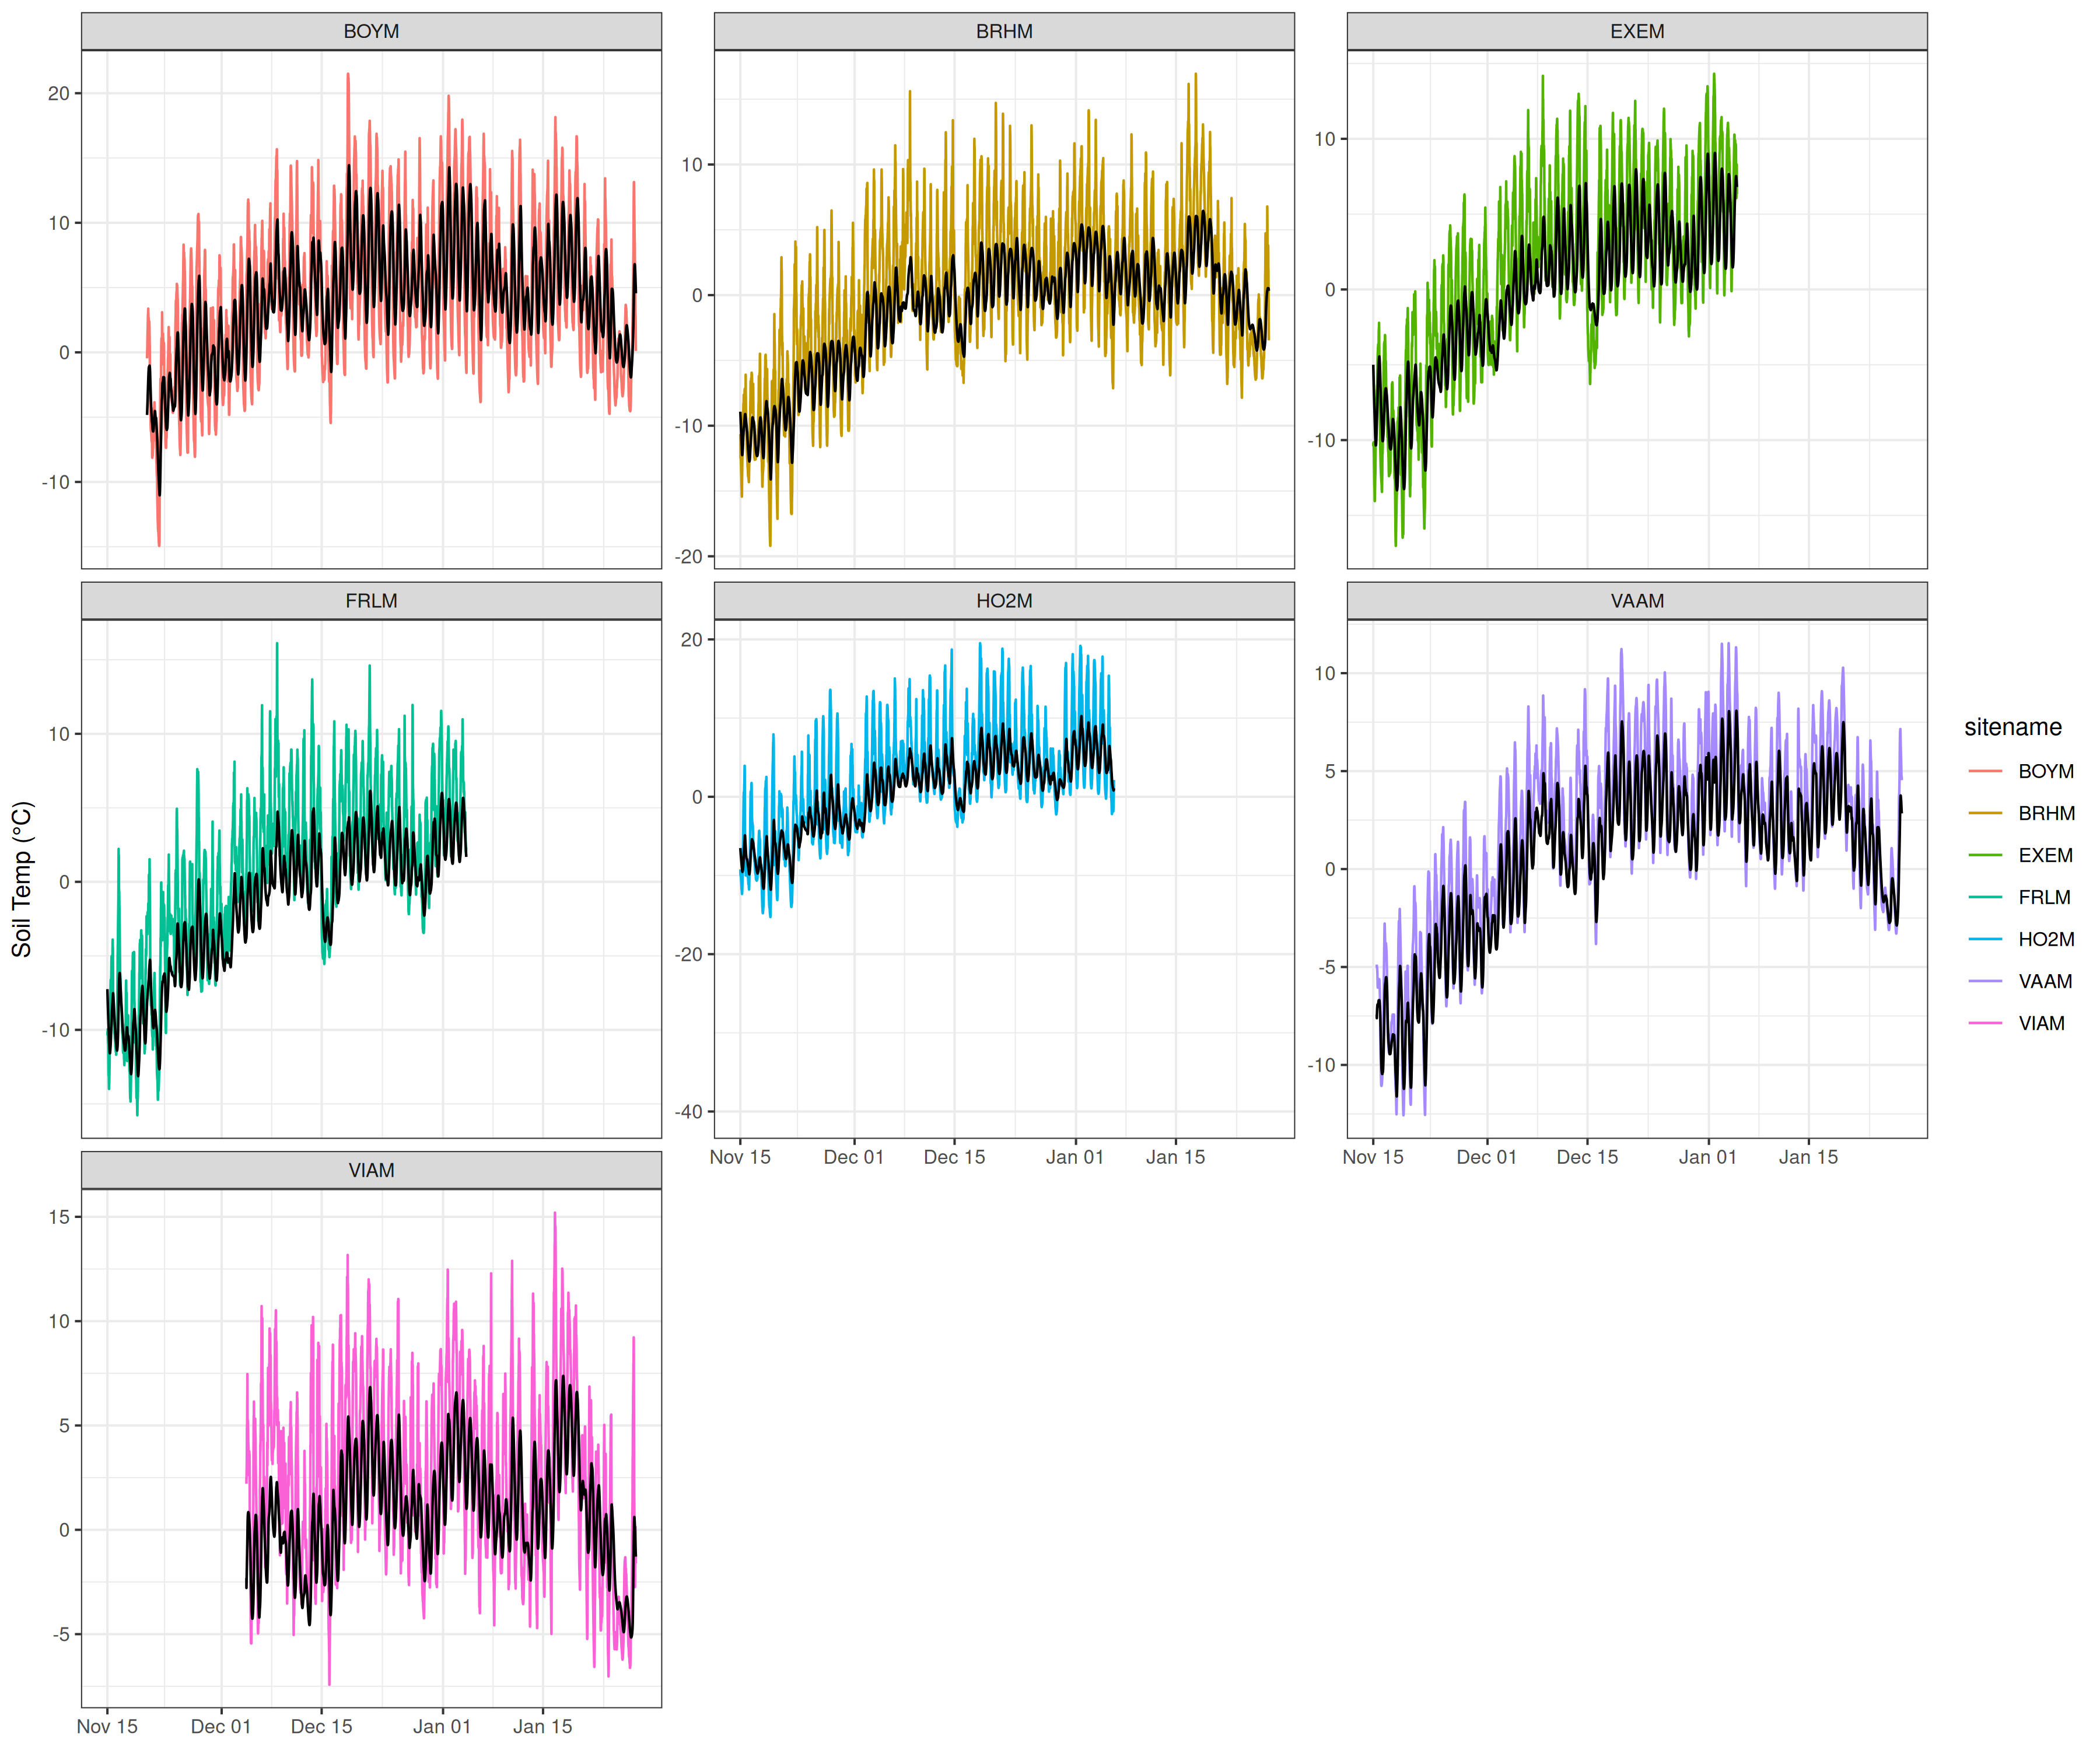 BOYM BRHM EXEM
20
10
0
-10
10
0
-10
-20
10
0
-10
FRLM HO2M VAAM
10
0
-10
20
0
-20
-40
10
5
0
-5
-10
Nov 15 Dec 01 Dec 15 Jan 01 Jan 15
Nov 15 Dec 01 Dec 15 Jan 01 Jan 15
VIAM
15
10
5
0
-5
Nov 15 Dec 01 Dec 15 Jan 01 Jan 15
Soil Temp (°C)
sitename
BOYM
BRHM
EXEM
FRLM
HO2M
VAAM
VIAM